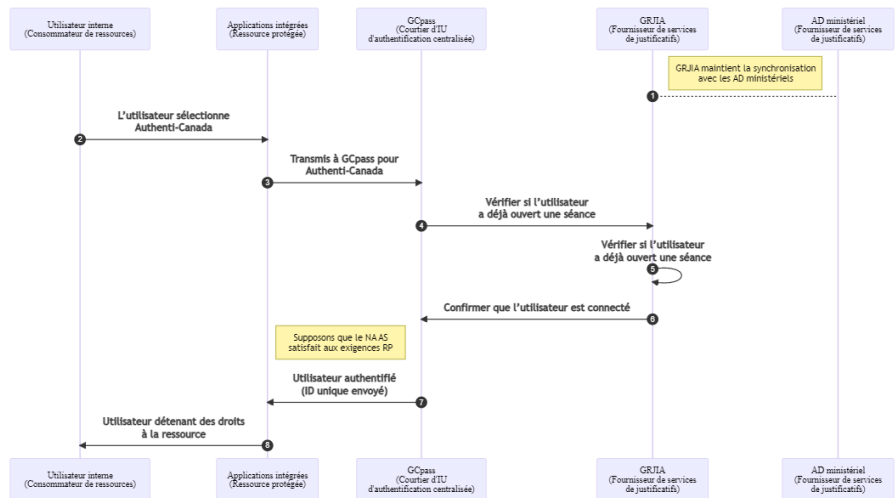 Utilisateur interne
(Consommateur de ressources)
Applications intégrées
(Ressource protégée)
GCpass
(Courtier d'IU
d'authentification centralisée)
GRJIA
(Fournisseur de services
de justificatifs)
AD ministériel
(Fournisseur de services
de justificatifs)
GRJIA maintient la synchronisation
avec les AD ministériels
1
L'utilisateur sélectionne
Authenti-Canada
2
Transmis à GCpass pour
Authenti-Canada
3
Vérifier si l'utilisateur
a déjà ouvert une séance
4
Vérifier si l'utilisateur
a déjà ouvert une séance
5
Confirmer que l'utilisateur est connecté
6
Supposons que le NAAS
satisfait aux exigences RP
Utilisateur authentifié
(ID unique envoyé)
7
Utilisateur détenant des droits
à la ressource
8
Utilisateur interne
(Consommateur de ressources)
Applications intégrées
(Ressource protégée)
GCpass
(Courtier d'IU
d'authentification centralisée)
GRJIA
(Fournisseur de services
de justificatifs)
AD ministériel
(Fournisseur de services
de justificatifs)